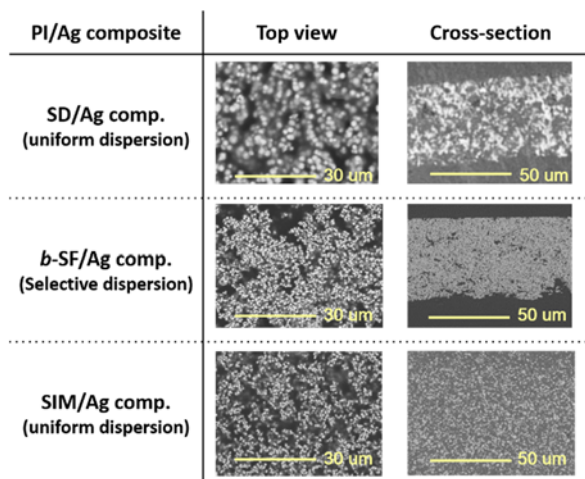 PI/Ag composite
Top view
Cross-section
SD/Ag comp.
(uniform dispersion)
30 um
50 um
b-SF/Ag comp.
(Selective dispersion)
30 um
50 um
SIM/Ag comp.
(uniform dispersion)
30 um
50 um